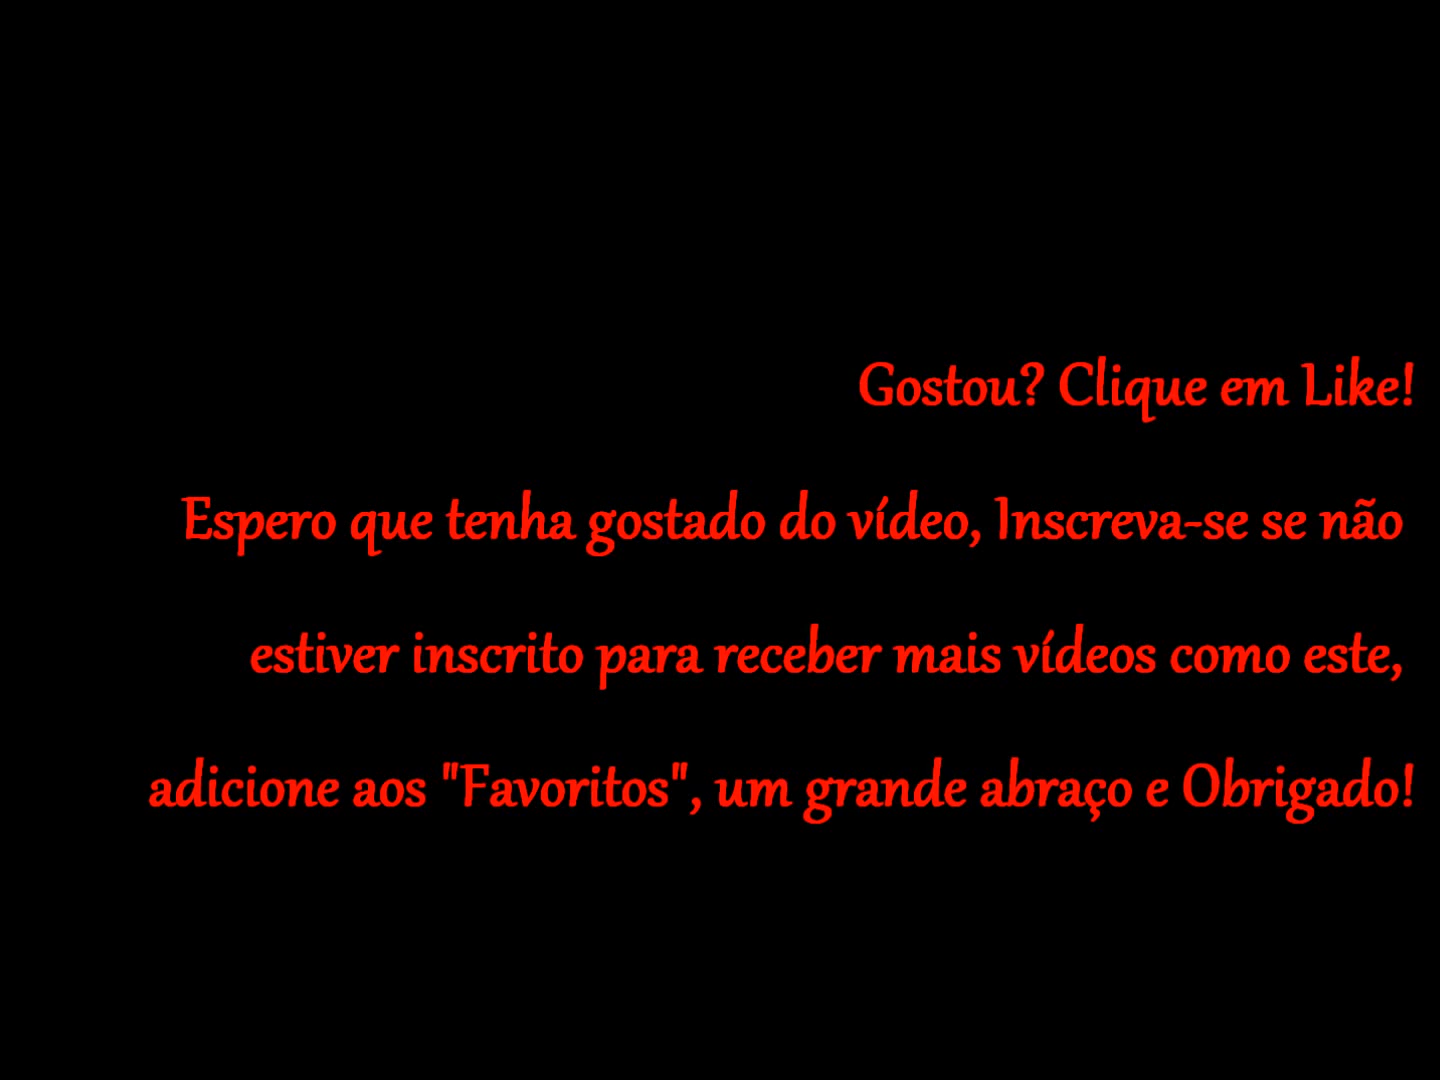 Gostou? Clique em Like!
Espero que tenha gostado do vídeo, Inscreva-se se não
estiver inscrito para receber mais vídeos como este,
adicione aos "Favoritos", um grande abraço e Obrigado!